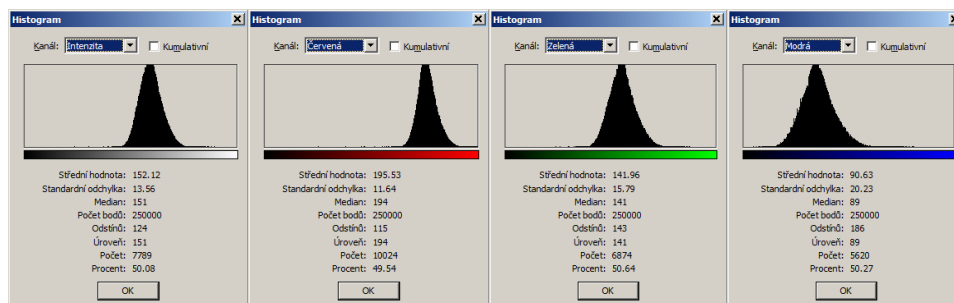 Histogram
Kanál: Intenzita Kumulativní
Střední hodnota: 152.12
Standardní odchylka: 13.56
Median: 151
Počet bodů: 250000
Odstínů: 124
Úroveň: 151
Počet: 7789
Procent: 50.08
OK
Histogram
Kanál: Červená Kumulativní
Střední hodnota: 195.53
Standardní odchylka: 11.64
Median: 194
Počet bodů: 250000
Odstínů: 115
Úroveň: 194
Počet: 10024
Procent: 49.54
OK
Histogram
Kanál: Zelená Kumulativní
Střední hodnota: 141.96
Standardní odchylka: 15.79
Median: 141
Počet bodů: 250000
Odstínů: 143
Úroveň: 141
Počet: 6874
Procent: 50.64
OK
Histogram
Kanál: Modrá Kumulativní
Střední hodnota: 90.63
Standardní odchylka: 20.23
Median: 89
Počet bodů: 250000
Odstínů: 186
Úroveň: 89
Počet: 5620
Procent: 50.27
OK